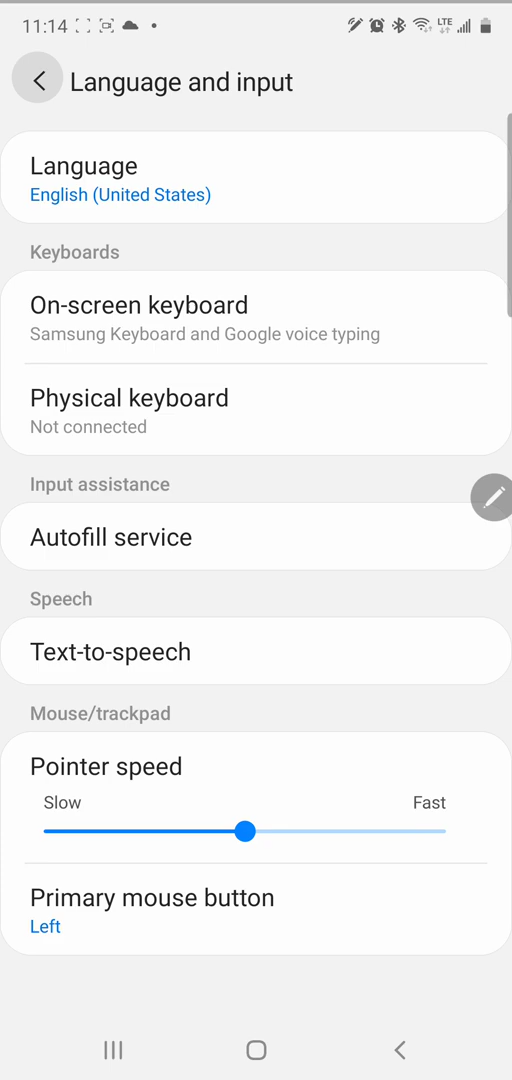 11:14
LTE
Language and input
Language
English (United States)
Keyboards
On-screen keyboard
Samsung Keyboard and Google voice typing
Physical keyboard
Not connected
Input assistance
Autofill service
Speech
Text-to-speech
Mouse/trackpad
Pointer speed
Slow Fast
Primary mouse button
Left